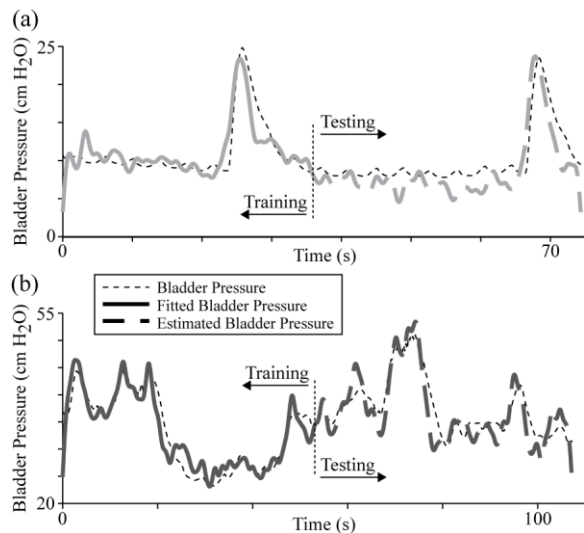 (a)
Bladder Pressure (cm H2O)
25
0
Testing
Training
0
70
Time (s)
(b)
Bladder Pressure
Fitted Bladder Pressure
Estimated Bladder Pressure
Bladder Pressure (cm H2O)
55
20
Training
Testing
0
100
Time (s)